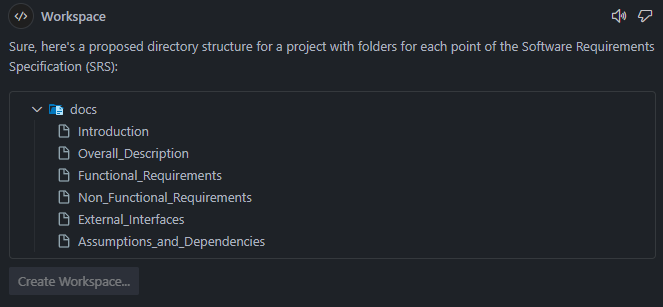 Workspace
Sure, here's a proposed directory structure for a project with folders for each point of the Software Requirements
Specification (SRS):
docs
Introduction
Overall_Description
Functional_Requirements
Non_Functional_Requirements
External_Interfaces
Assumptions_and_Dependencies
Create Workspace...